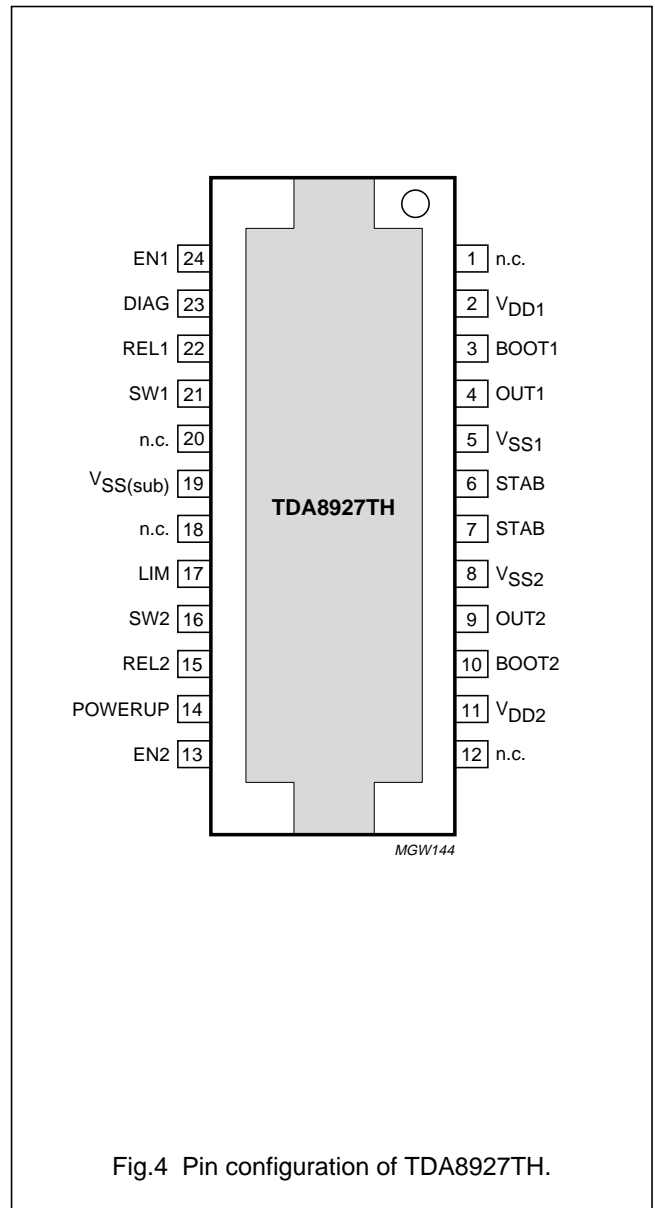 EN1 24 1 n.c.
DIAG 23 2 VDD1
REL1 22 3 BOOT1
SW1 21 4 OUT1
n.c. 20 5 VSS1
VSS(sub) 19 6 STAB
TDA8927TH
n.c. 18 7 STAB
LIM 17 8 VSS2
SW2 16 9 OUT2
REL2 15 10 BOOT2
POWERUP 14 11 VDD2
EN2 13 12 n.c.
MGW144
Fig.4 Pin configuration of TDA8927TH.